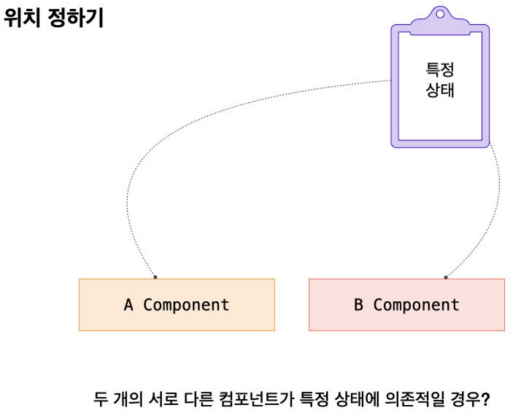 위치 정하기
특정
상태
A Component
B Component
두 개의 서로 다른 컴포넌트가 특정 상태에 의존적일 경우?